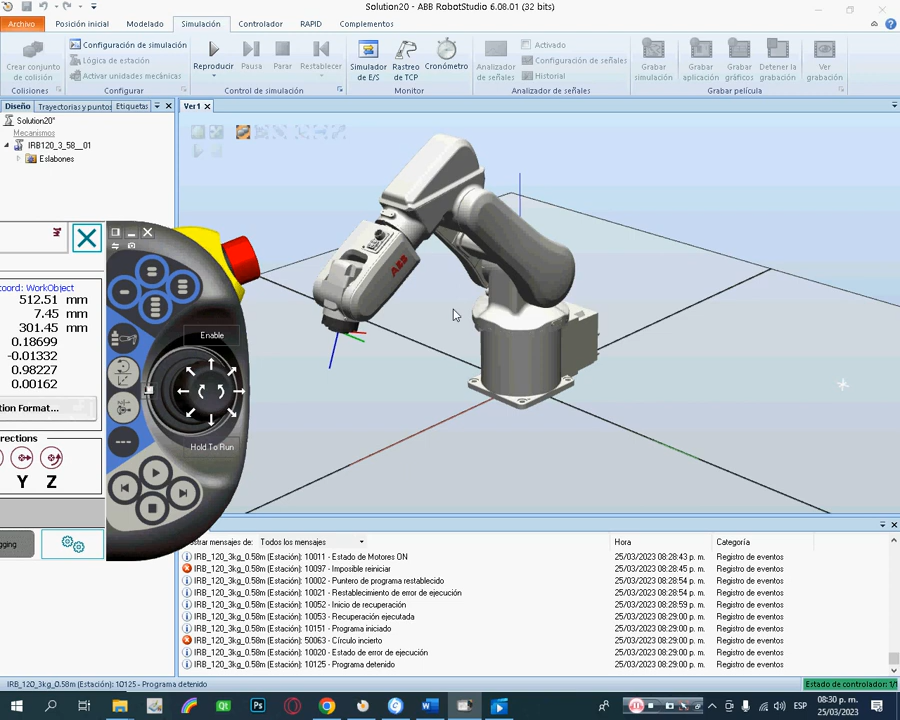 Solution20 - ABB RobotStudio 6.08.01 (32 bits)
Archivo Posición inicial Modelado Simulación Controlador RAPID Complementos
Crear conjunto de colisión
Colisiones
Configuración de simulación
Lógica de estación
Activar unidades mecánicas
Configurar
Reproducir Pausa Parar Restablecer
Control de simulación
Simulador de E/S
Rastreo de TCP
Cronómetro
Monitor
Analizador de señales
Activado
Configuración de señales
Historial
Analizador de señales
Grabar simulación
Grabar aplicación
Grabar gráficos
Detener la grabación
Ver grabación
Grabar película
Diseño Trayectorias y puntos Etiquetas
Ver1
Solution20*
Mecanismos
IRB120_3_58__01
Eslabones
coord: WorkObject
512.51 mm
7.45 mm
301.45 mm
0.18699
-0.01332
0.98227
0.00162
tion Format...
rections
Y Z
gging
Enable
Hold To Run
ABB
strar mensajes de: Todos los mensajes Hora Categoría
IRB_120_3kg_0.58m (Estación): 10011 - Estado de Motores ON 25/03/2023 08:28:43 p. m. Registro de eventos
IRB_120_3kg_0.58m (Estación): 10097 - Imposible reiniciar 25/03/2023 08:28:45 p. m. Registro de eventos
IRB_120_3kg_0.58m (Estación): 10002 - Puntero de programa restablecido 25/03/2023 08:28:54 p. m. Registro de eventos
IRB_120_3kg_0.58m (Estación): 10021 - Restablecimiento de error de ejecución 25/03/2023 08:28:54 p. m. Registro de eventos
IRB_120_3kg_0.58m (Estación): 10052 - Inicio de recuperación 25/03/2023 08:28:59 p. m. Registro de eventos
IRB_120_3kg_0.58m (Estación): 10053 - Recuperación ejecutada 25/03/2023 08:29:00 p. m. Registro de eventos
IRB_120_3kg_0.58m (Estación): 10151 - Programa iniciado 25/03/2023 08:29:00 p. m. Registro de eventos
IRB_120_3kg_0.58m (Estación): 50063 - Círculo incierto 25/03/2023 08:29:00 p. m. Registro de eventos
IRB_120_3kg_0.58m (Estación): 10020 - Estado de error de ejecución 25/03/2023 08:29:00 p. m. Registro de eventos
IRB_120_3kg_0.58m (Estación): 10125 - Programa detenido 25/03/2023 08:29:00 p. m. Registro de eventos
IRB_120_3kg_0.58m (Estación): 10125 - Programa detenido Estado de controlador: 1/1
Qt Ps W ESP 08:30 p. m.
25/03/2023